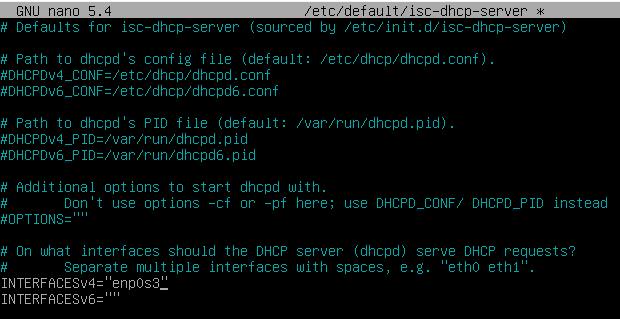 GNU nano 5.4 /etc/default/isc-dhcp-server *
# Defaults for isc-dhcp-server (sourced by /etc/init.d/isc-dhcp-server)
# Path to dhcpd's config file (default: /etc/dhcp/dhcpd.conf).
#DHCPDv4_CONF=/etc/dhcp/dhcpd.conf
#DHCPDv6_CONF=/etc/dhcp/dhcpd6.conf
# Path to dhcpd's PID file (default: /var/run/dhcpd.pid).
#DHCPDv4_PID=/var/run/dhcpd.pid
#DHCPDv6_PID=/var/run/dhcpd6.pid
# Additional options to start dhcpd with.
#       Don't use options -cf or -pf here; use DHCPD_CONF/ DHCPD_PID instead
#OPTIONS=""
# On what interfaces should the DHCP server (dhcpd) serve DHCP requests?
#       Separate multiple interfaces with spaces, e.g. "eth0 eth1".
INTERFACESv4="enp0s3"
INTERFACESv6=""